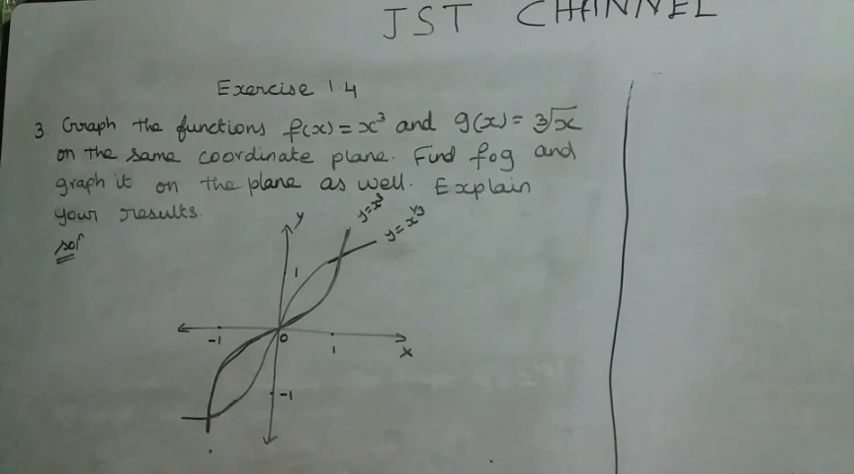 JST CHANNEL
Exercise 1.4
3. Graph the functions f(x) = x³ and g(x) = 3√x
on the same coordinate plane. Find fog and
graph it on the plane as well. Explain
your results.
sol
y
y=x³
y=x^1/3
1
-1
0
1
x
-1